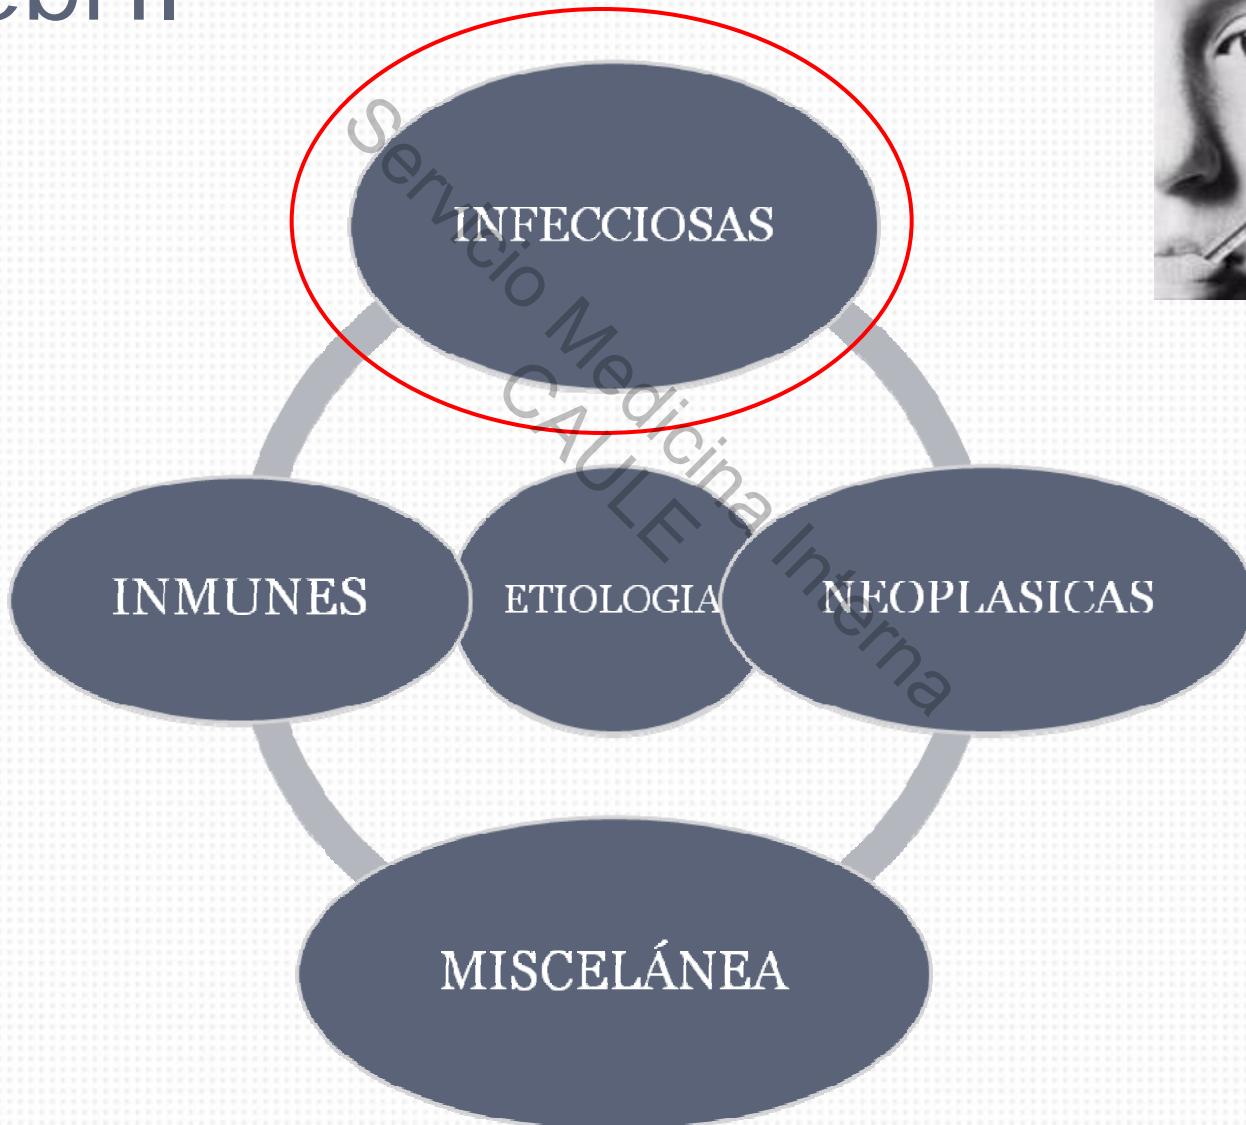 INFECCIOSAS
INMUNES
ETIOLOGIA
NEOPLASICAS
MISCELÁNEA
Servicio Medicina Interna
CAULE